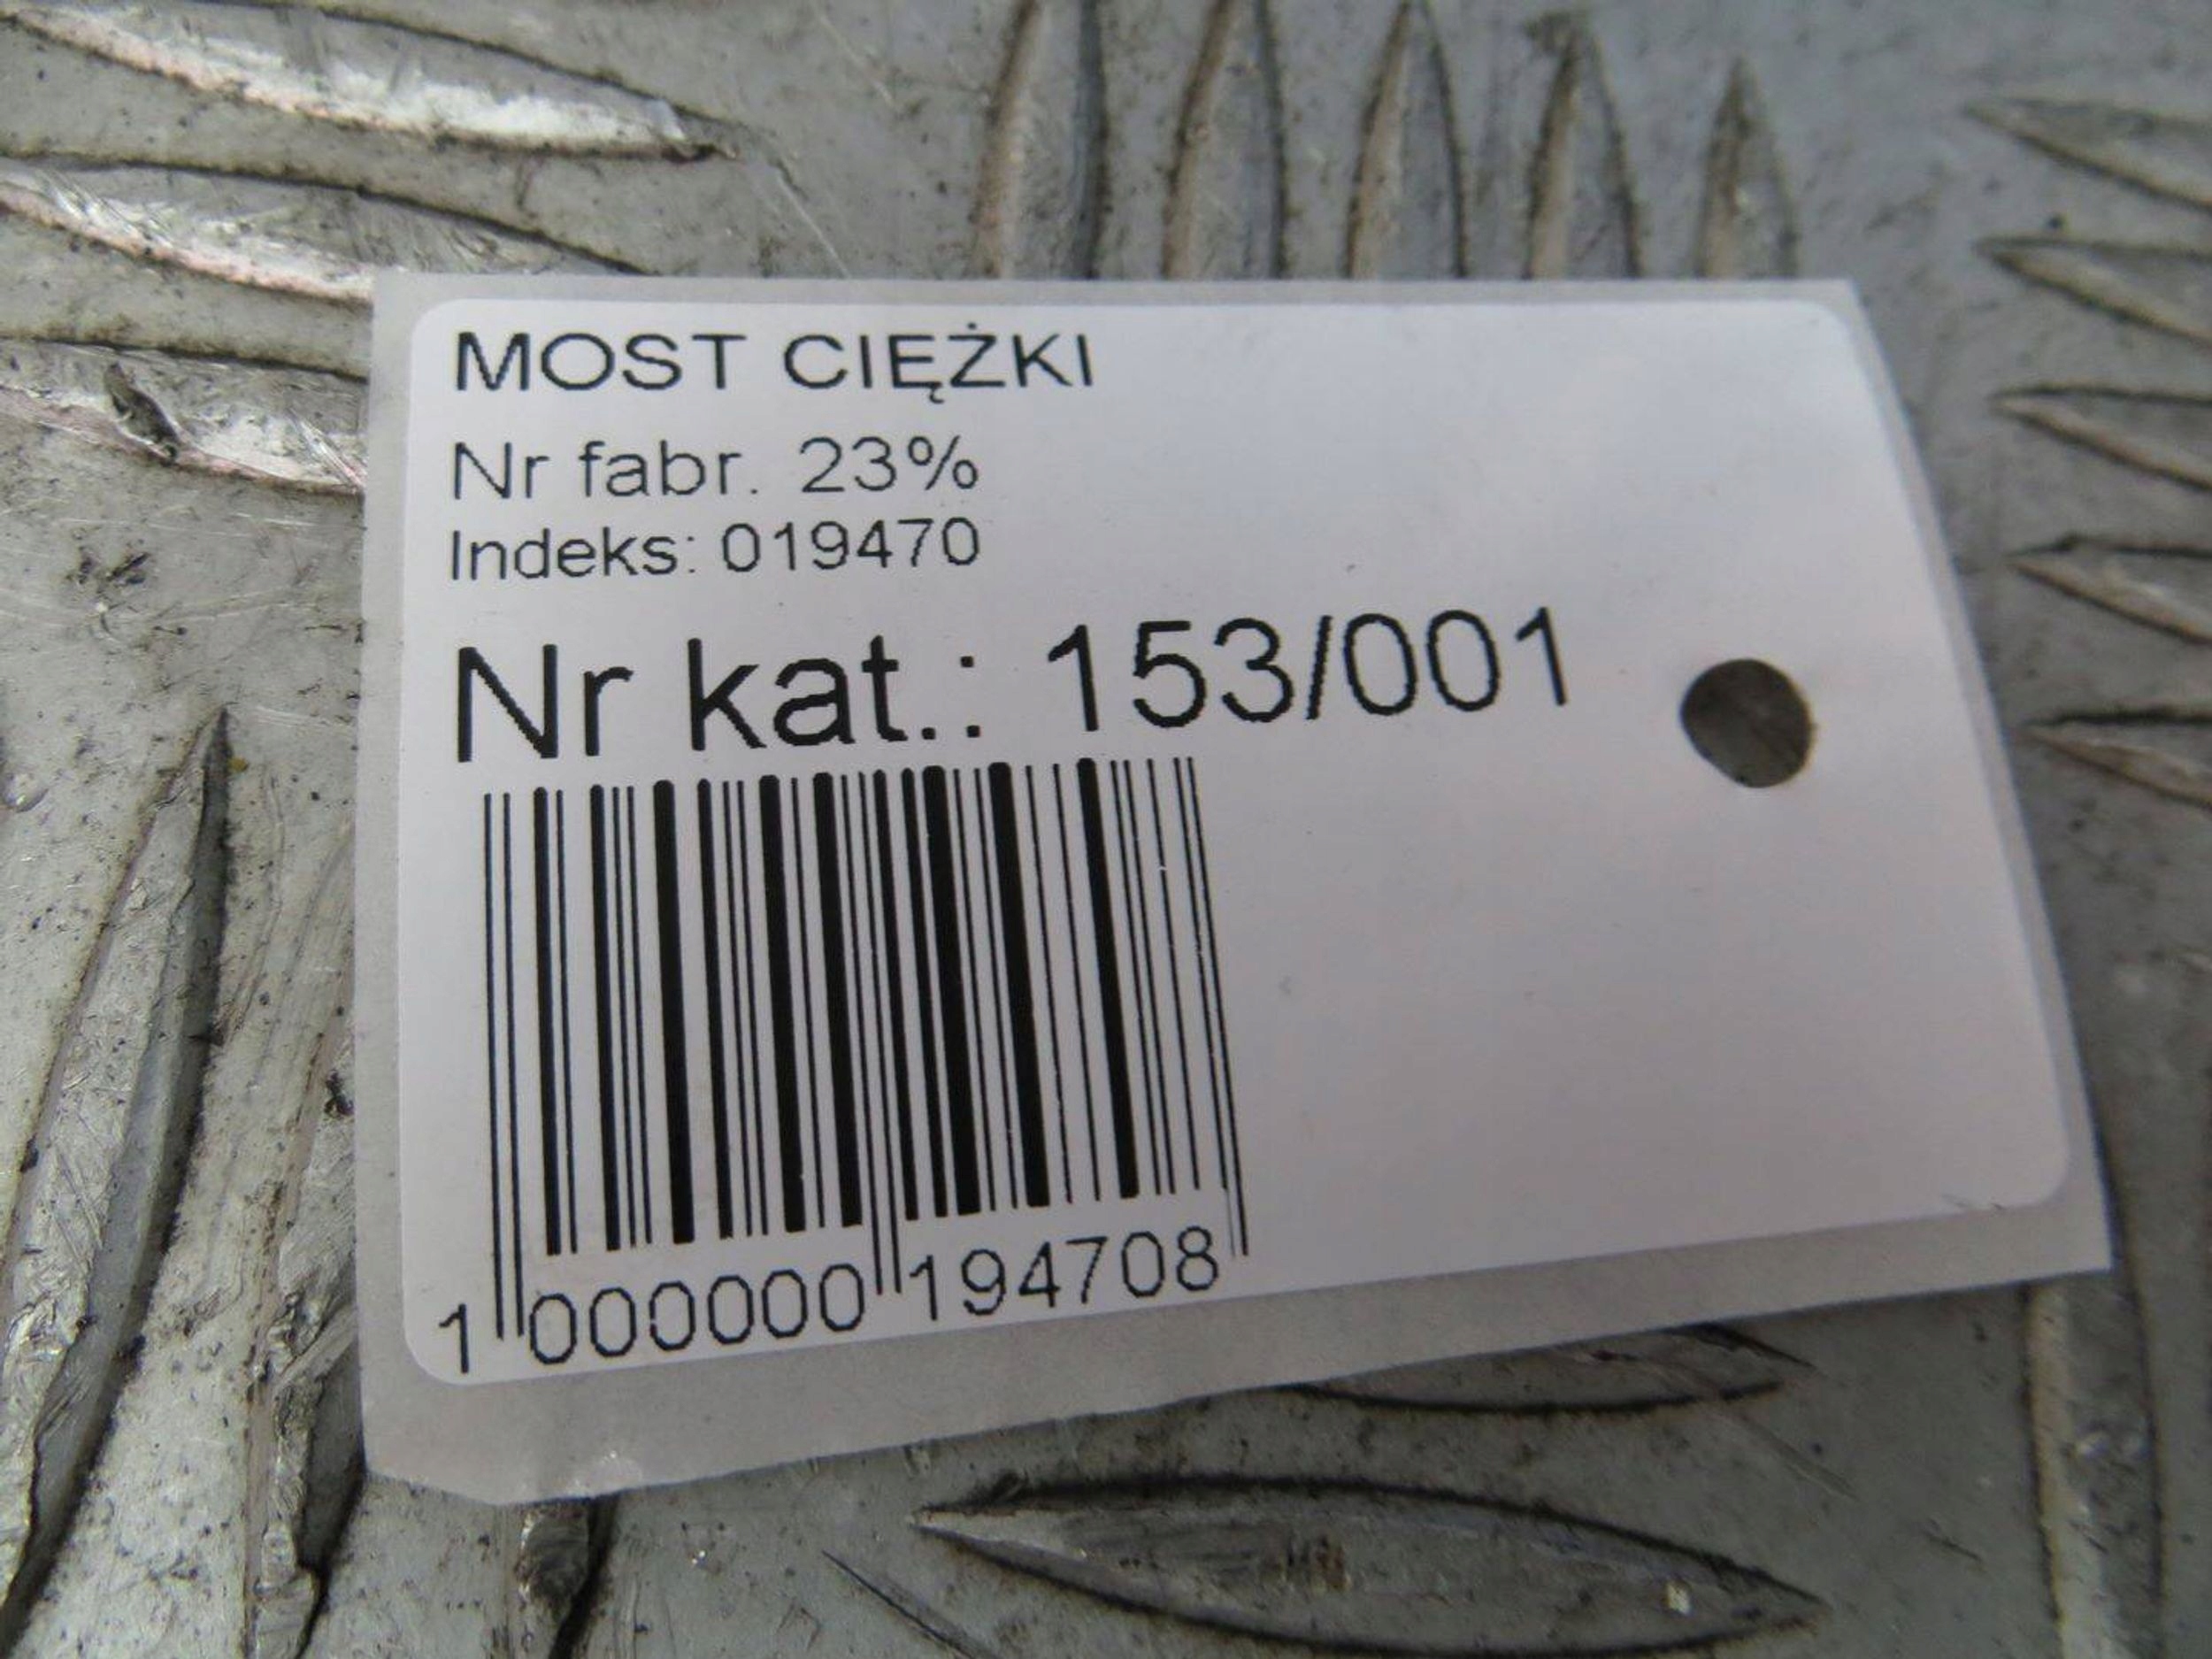 MOST CIĘŻKI
Nr fabr. 23%
Indeks: 019470
Nr kat.: 153/001
1 000000 194708